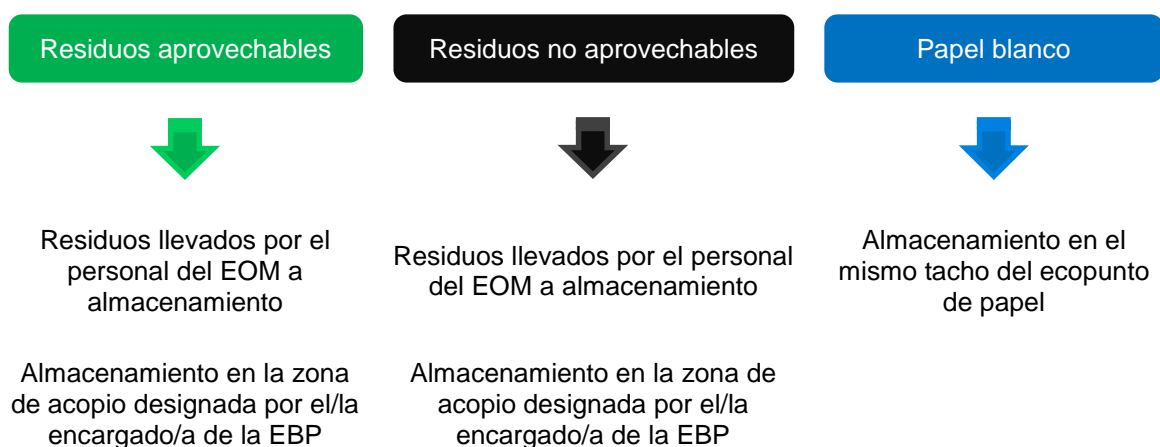 Residuos aprovechables
Residuos no aprovechables
Papel blanco
Residuos llevados por el
personal del EOM a
almacenamiento
Residuos llevados por el personal
del EOM a almacenamiento
Almacenamiento en el
mismo tacho del ecopunto
de papel
Almacenamiento en la zona
de acopio designada por el/la
encargado/a de la EBP
Almacenamiento en la zona de
acopio designada por el/la
encargado/a de la EBP